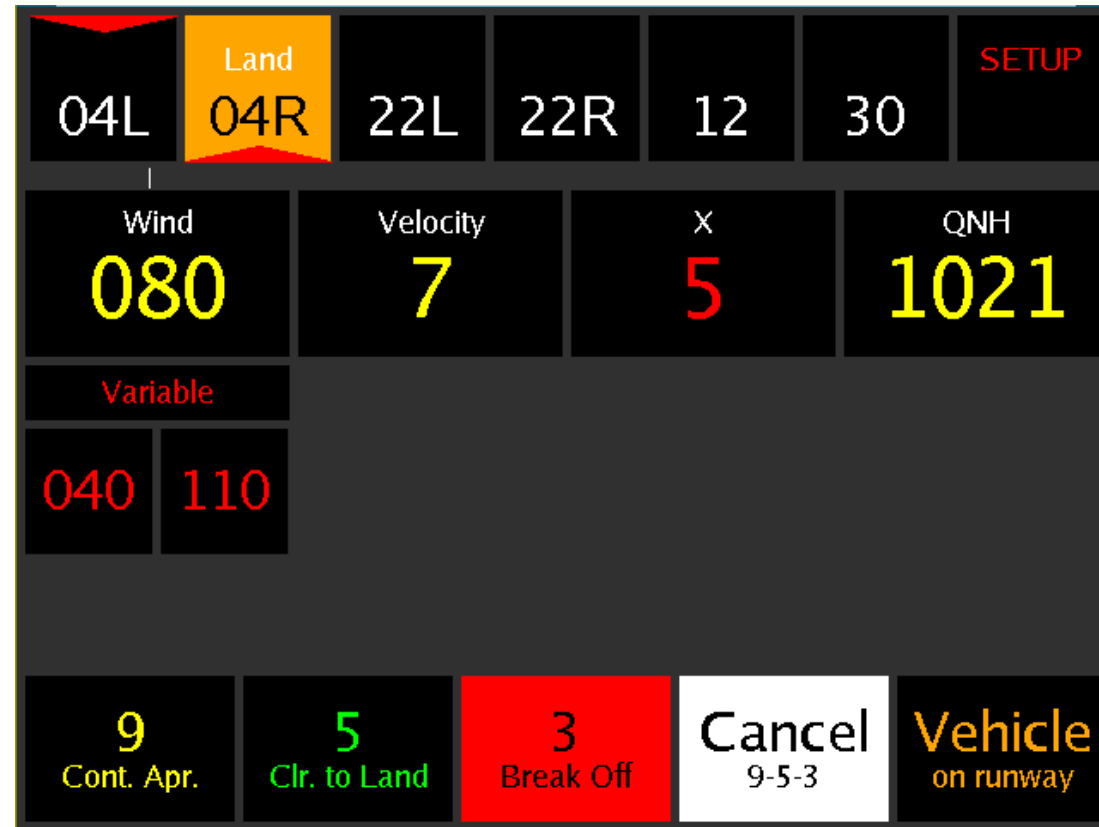 Land
SETUP
04L 04R 22L 22R 12 30
Wind Velocity X QNH
080 7 5 1021
Variable
040 110
9 5 3 Cancel Vehicle
Cont. Apr. Clr. to Land Break Off 9-5-3 on runway